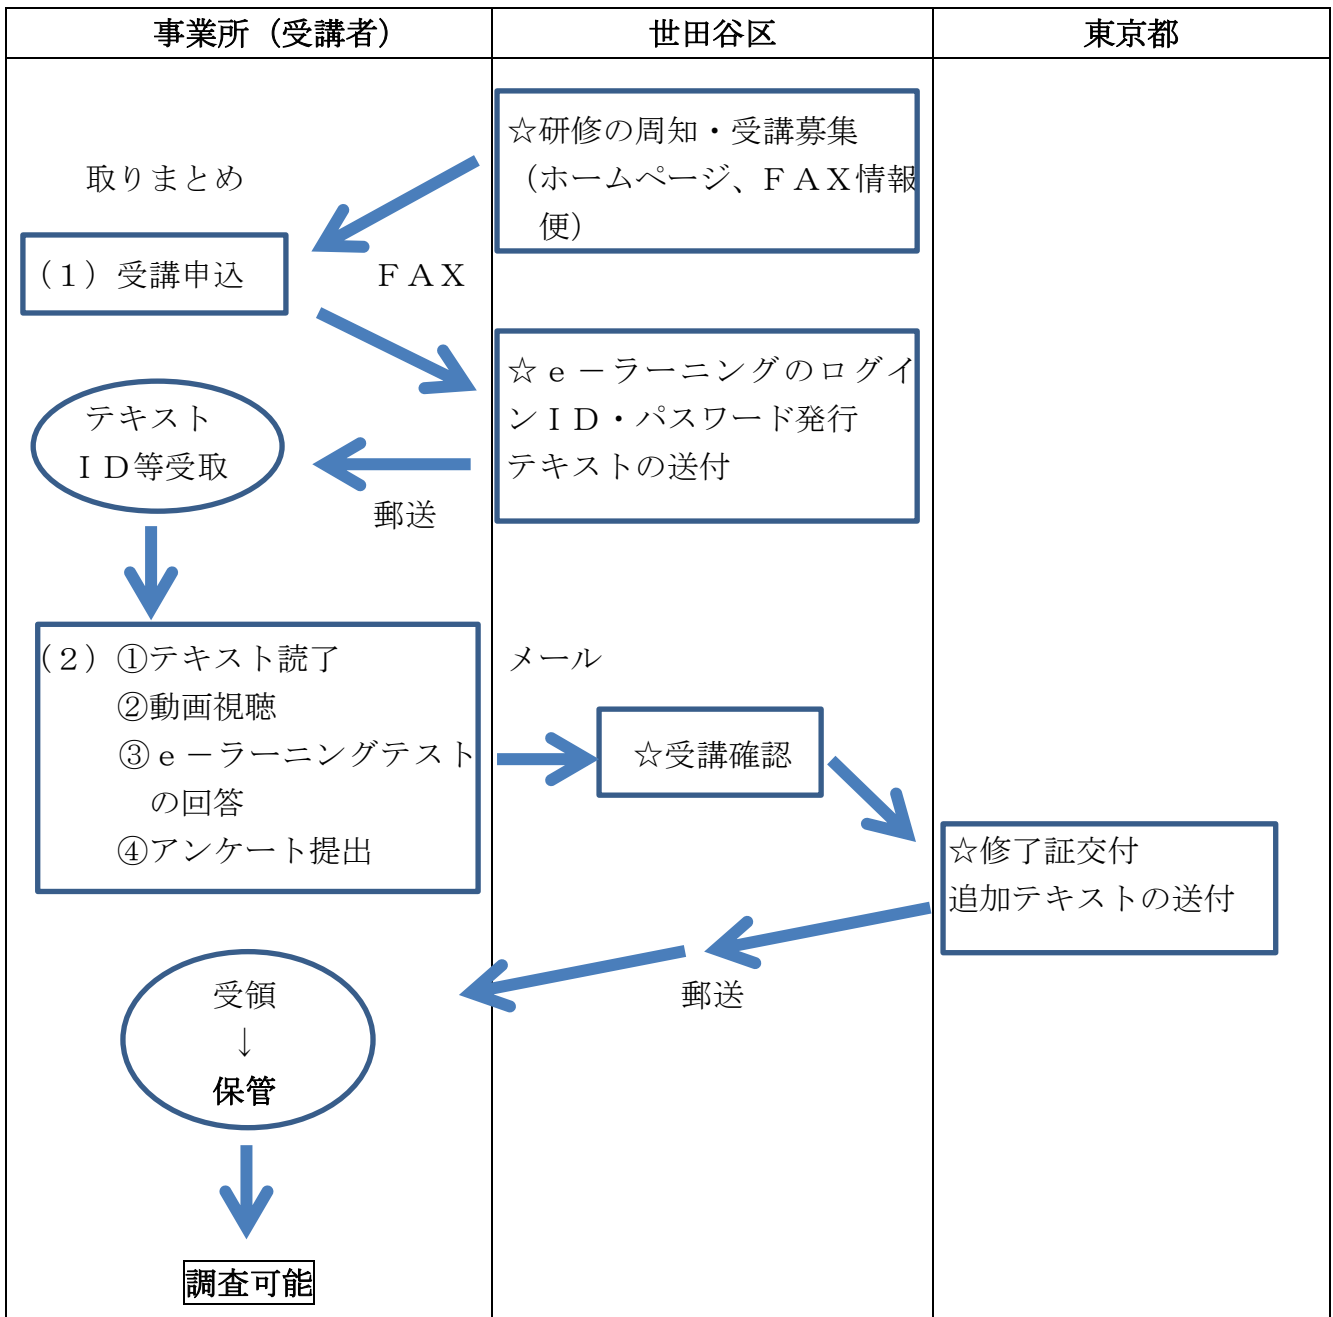 事業所（受講者）
世田谷区
東京都
☆研修の周知・受講募集
（ホームページ、ＦＡＸ情報
便）
取りまとめ
（１）受講申込
ＦＡＸ
☆ｅ－ラーニングのログイ
ンＩＤ・パスワード発行
テキストの送付
テキスト
ＩＤ等受取
郵送
（２）①テキスト読了
②動画視聴
③ｅ－ラーニングテスト
の回答
④アンケート提出
メール
☆受講確認
☆修了証交付
追加テキストの送付
郵送
受領
↓
保管
調査可能